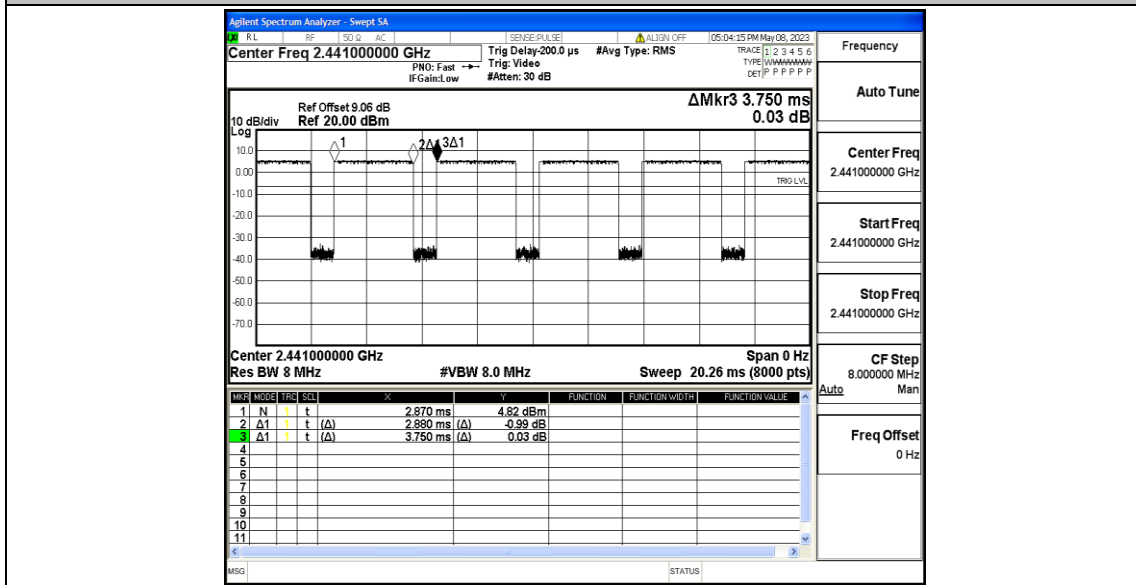 Agilent Spectrum Analyzer - Swept SA
RL RF 50 Ω AC SENSE:PULSE ALIGN OFF 05:04:15 PM May 08, 2023
Center Freq 2.441000000 GHz
PNO: Fast
IFGain:Low
Trig Delay-200.0 µs
Trig: Video
#Atten: 30 dB
#Avg Type: RMS
TRACE 1 2 3 4 5 6
TYPE
DET P P P P P P
Frequency
Auto Tune
Ref Offset 9.06 dB
Ref 20.00 dBm
ΔMkr3 3.750 ms
0.03 dB
10 dB/div
Log
10.0
0.00
-10.0
-20.0
-30.0
-40.0
-50.0
-60.0
-70.0
1
2Δ1
3Δ1
TRIG LVL
Center Freq
2.441000000 GHz
Start Freq
2.441000000 GHz
Stop Freq
2.441000000 GHz
CF Step
8.000000 MHz
Auto Man
Freq Offset
0 Hz
Center 2.441000000 GHz Span 0 Hz
Res BW 8 MHz #VBW 8.0 MHz Sweep 20.26 ms (8000 pts)
MKR MODE TRC SCL X Y FUNCTION FUNCTION WIDTH FUNCTION VALUE
1 N 1 t 2.870 ms 4.82 dBm
2 Δ1 1 t (Δ) 2.880 ms (Δ) -0.99 dB
3 Δ1 1 t (Δ) 3.750 ms (Δ) 0.03 dB
4
5
6
7
8
9
10
11
MSG STATUS